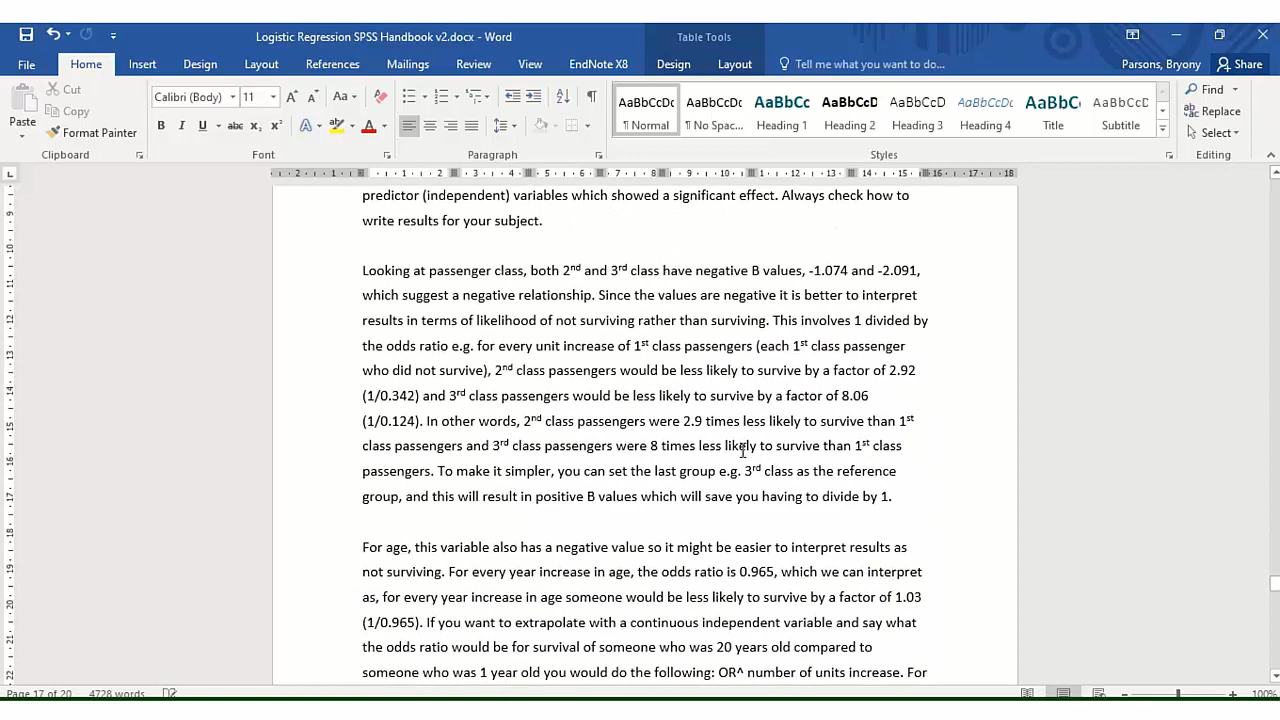 Logistic Regression SPSS Handbook v2.docx - Word
Table Tools
File Home Insert Design Layout References Mailings Review View EndNote X8 Design Layout Tell me what you want to do... Parsons, Bryony Share
Paste
Cut
Copy
Format Painter
Clipboard
Calibri (Body) 11
Font
Paragraph
AaBbCcDc AaBbCcDc AaBbCc AaBbCcD AaBbCcD AaBbCcD AaBbC AaBbCcD
¶ Normal ¶ No Spac... Heading 1 Heading 2 Heading 3 Heading 4 Title Subtitle
Styles
Find
Replace
Select
Editing
predictor (independent) variables which showed a significant effect. Always check how to
write results for your subject.
Looking at passenger class, both 2nd and 3rd class have negative B values, -1.074 and -2.091,
which suggest a negative relationship. Since the values are negative it is better to interpret
results in terms of likelihood of not surviving rather than surviving. This involves 1 divided by
the odds ratio e.g. for every unit increase of 1st class passengers (each 1st class passenger
who did not survive), 2nd class passengers would be less likely to survive by a factor of 2.92
(1/0.342) and 3rd class passengers would be less likely to survive by a factor of 8.06
(1/0.124). In other words, 2nd class passengers were 2.9 times less likely to survive than 1st
class passengers and 3rd class passengers were 8 times less likely to survive than 1st class
passengers. To make it simpler, you can set the last group e.g. 3rd class as the reference
group, and this will result in positive B values which will save you having to divide by 1.
For age, this variable also has a negative value so it might be easier to interpret results as
not surviving. For every year increase in age, the odds ratio is 0.965, which we can interpret
as, for every year increase in age someone would be less likely to survive by a factor of 1.03
(1/0.965). If you want to extrapolate with a continuous independent variable and say what
the odds ratio would be for survival of someone who was 20 years old compared to
someone who was 1 year old you would do the following: OR^ number of units increase. For
Page 17 of 20 4728 words 100%